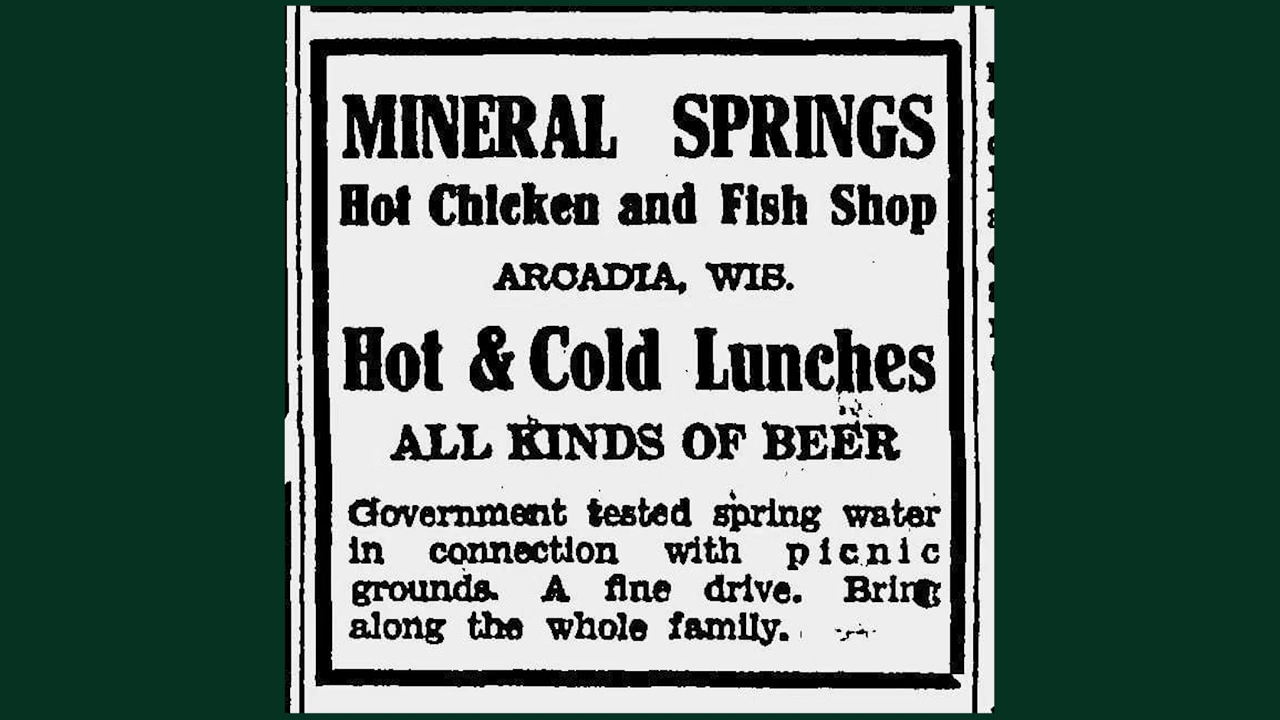 MINERAL SPRINGS
Hot Chicken and Fish Shop
ARCADIA, WIS.
Hot & Cold Lunches
ALL KINDS OF BEER
Government tested spring water
in connection with picnic
grounds. A fine drive. Bring
along the whole family.